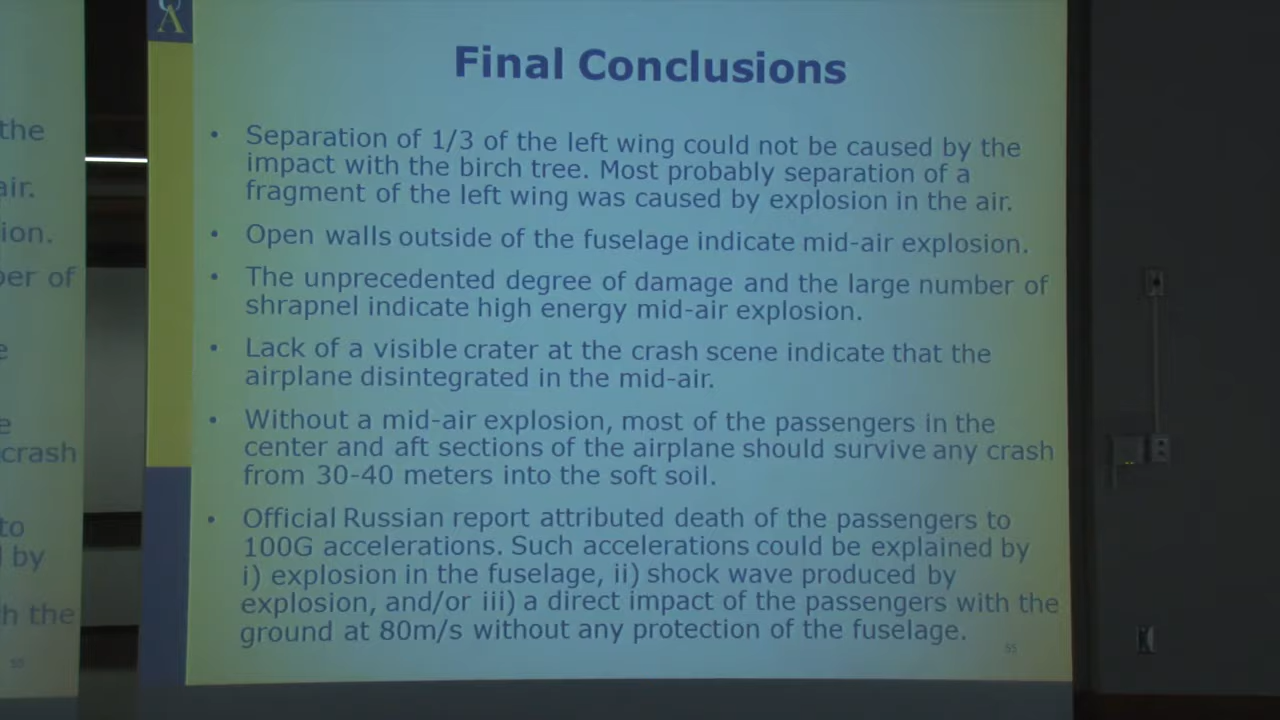 the
air.
ion.
ber of
e
e
crash
to
by
h the
55
CA
Final Conclusions
• Separation of 1/3 of the left wing could not be caused by the
impact with the birch tree. Most probably separation of a
fragment of the left wing was caused by explosion in the air.
• Open walls outside of the fuselage indicate mid-air explosion.
• The unprecedented degree of damage and the large number of
shrapnel indicate high energy mid-air explosion.
• Lack of a visible crater at the crash scene indicate that the
airplane disintegrated in the mid-air.
• Without a mid-air explosion, most of the passengers in the
center and aft sections of the airplane should survive any crash
from 30-40 meters into the soft soil.
• Official Russian report attributed death of the passengers to
100G accelerations. Such accelerations could be explained by
i) explosion in the fuselage, ii) shock wave produced by
explosion, and/or iii) a direct impact of the passengers with the
ground at 80m/s without any protection of the fuselage.
55